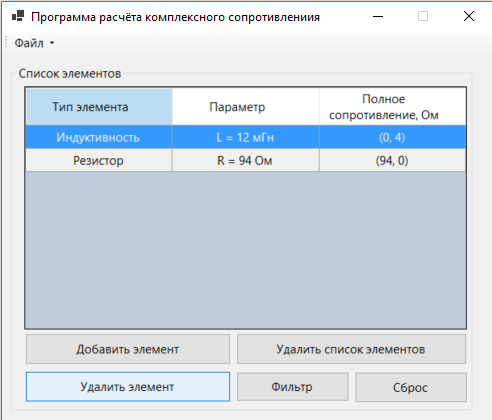 Программа расчёта комплексного сопротивлениия
Файл
Список элементов
Тип элемента Параметр Полное сопротивление, Ом
Индуктивность L = 12 мГн (0, 4)
Резистор R = 94 Ом (94, 0)
Добавить элемент Удалить список элементов
Удалить элемент Фильтр Сброс